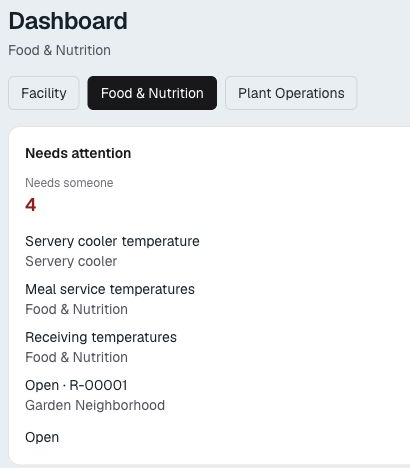 Dashboard
Food & Nutrition
Facility
Food & Nutrition
Plant Operations
Needs attention
Needs someone
4
Servery cooler temperature
Servery cooler
Meal service temperatures
Food & Nutrition
Receiving temperatures
Food & Nutrition
Open · R-00001
Garden Neighborhood
Open